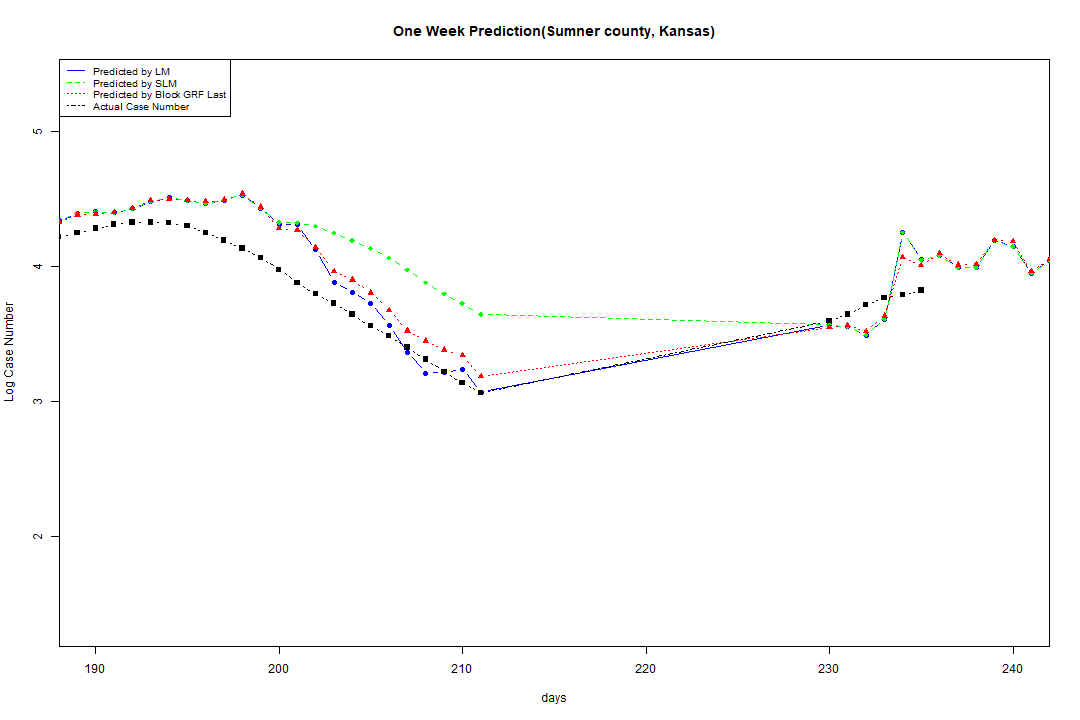 One Week Prediction(Sumner county, Kansas)
Predicted by LM
Predicted by SLM
Predicted by Block GRF Last
Actual Case Number
5
4
3
2
Log Case Number
190 200 210 220 230 240
days